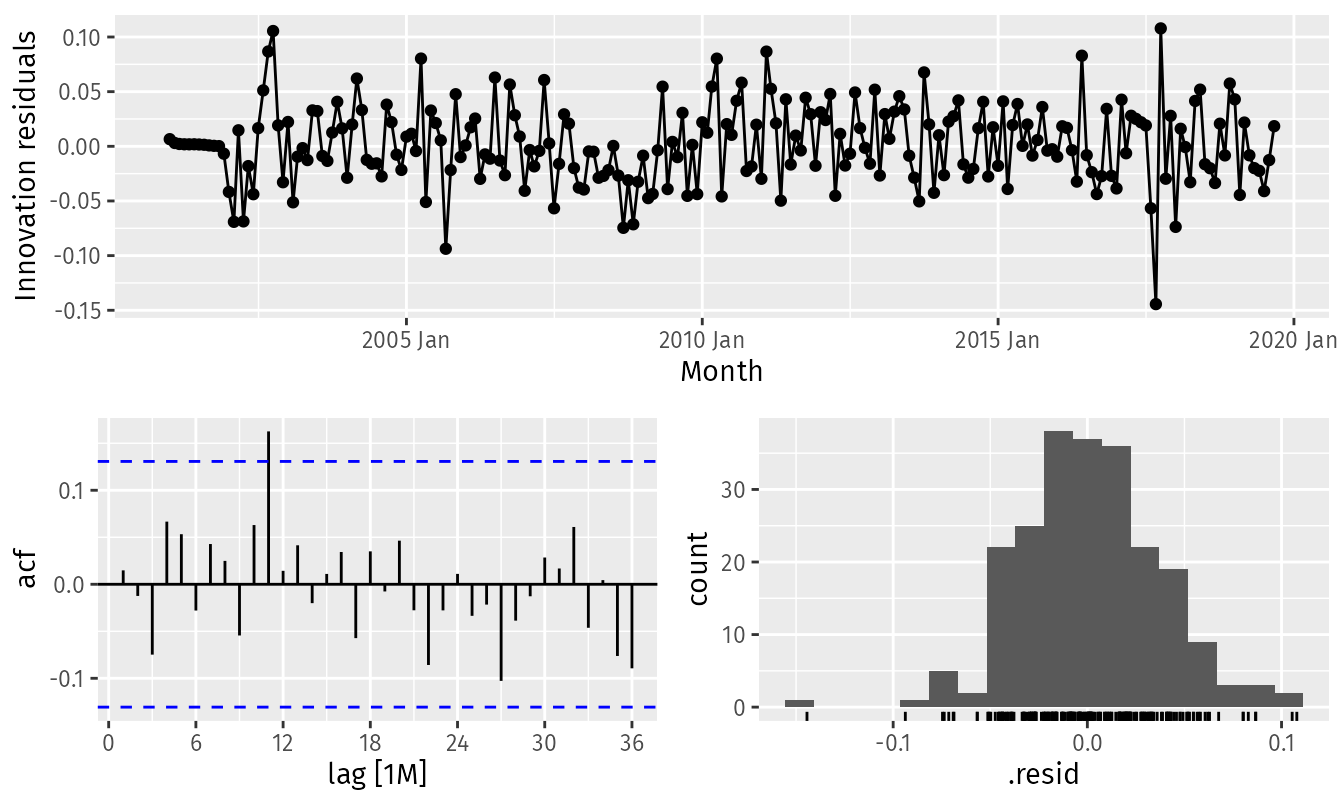 Innovation residuals
0.10
0.05
0.00
-0.05
-0.10
-0.15
2005 Jan 2010 Jan 2015 Jan 2020 Jan
Month
acf
0.1
0.0
-0.1
0 6 12 18 24 30 36
lag [1M]
count
30
20
10
0
-0.1 0.0 0.1
.resid